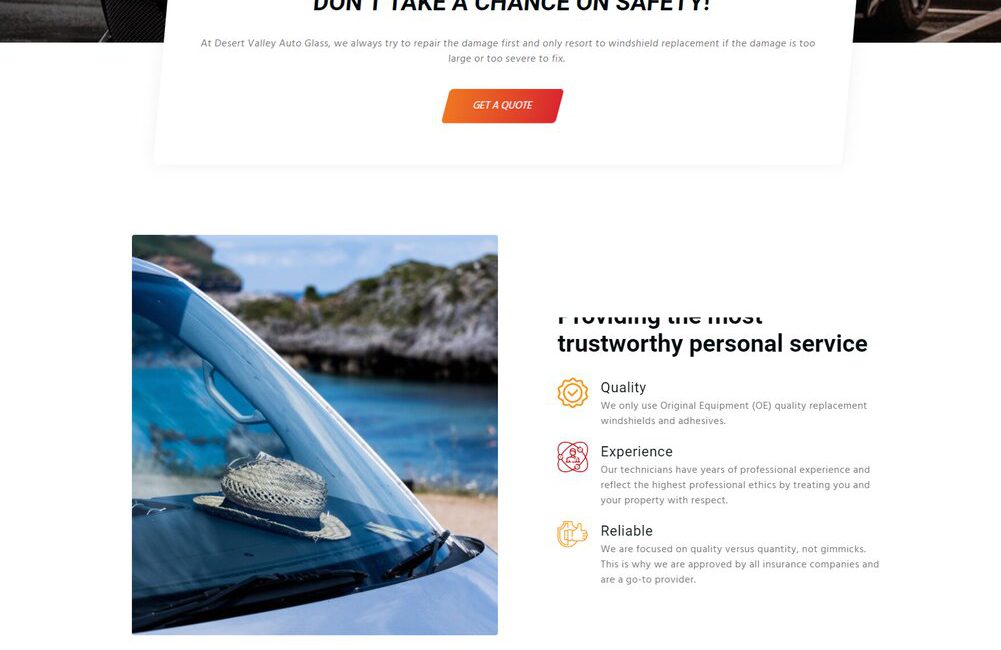 DON'T TAKE A CHANCE ON SAFETY!
At Desert Valley Auto Glass, we always try to repair the damage first and only resort to windshield replacement if the damage is too
large or too severe to fix.
GET A QUOTE
Providing the most
trustworthy personal service
Quality
We only use Original Equipment (OE) quality replacement
windshields and adhesives.
Experience
Our technicians have years of professional experience and
reflect the highest professional ethics by treating you and
your property with respect.
Reliable
We are focused on quality versus quantity, not gimmicks.
This is why we are approved by all insurance companies and
are a go-to provider.